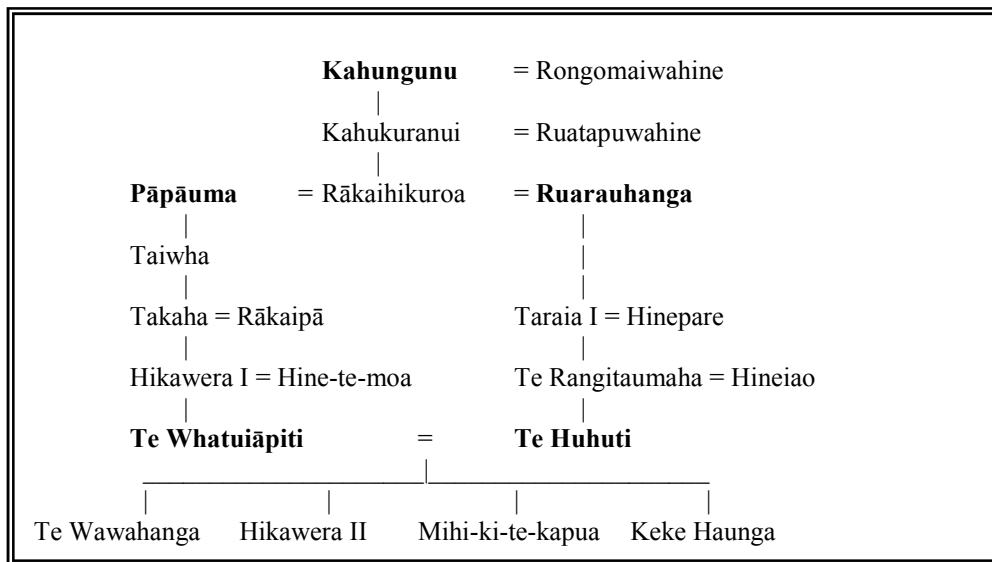 Kahungunu = Rongomaiwahine
Kahukuranui = Ruatapuwahine
Pāpāuma = Rākaihikuroa = Ruarauhanga
Taiwha
Takaha = Rākaipā Taraia I = Hinepare
Hikawera I = Hine-te-moa Te Rangitaumaha = Hineiao
Te Whatuiāpiti = Te Huhuti
Te Wawahanga Hikawera II Mihi-ki-te-kapua Keke Haunga